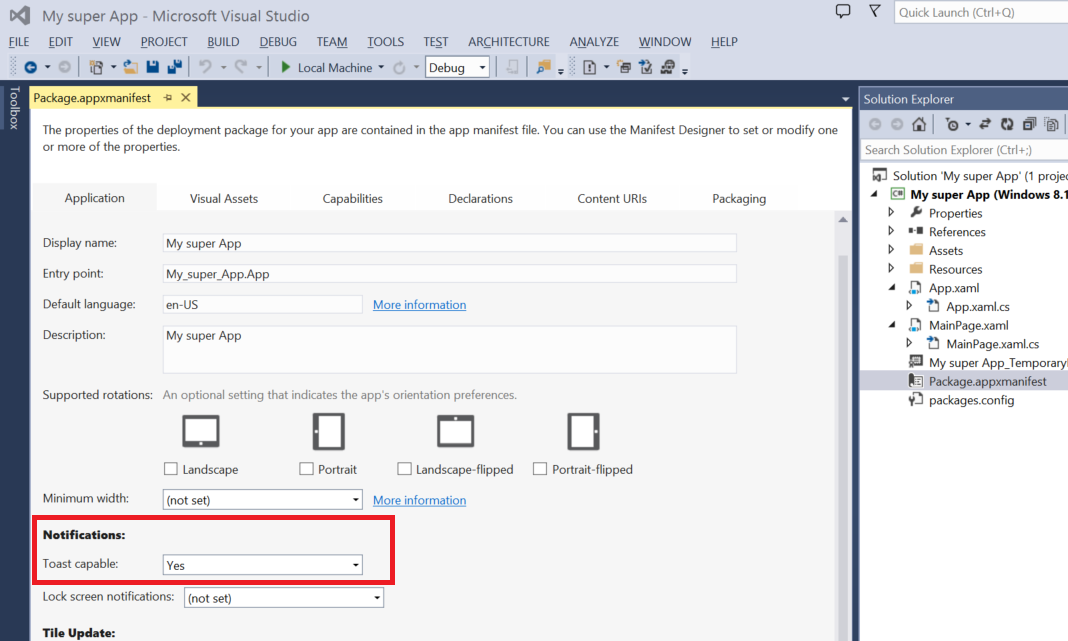 My super App - Microsoft Visual Studio
Quick Launch (Ctrl+Q)
FILE EDIT VIEW PROJECT BUILD DEBUG TEAM TOOLS TEST ARCHITECTURE ANALYZE WINDOW HELP
Local Machine Debug
Toolbox
Package.appxmanifest
The properties of the deployment package for your app are contained in the app manifest file. You can use the Manifest Designer to set or modify one
or more of the properties.
Application Visual Assets Capabilities Declarations Content URIs Packaging
Display name: My super App
Entry point: My_super_App.App
Default language: en-US More information
Description: My super App
Supported rotations: An optional setting that indicates the app's orientation preferences.
Landscape Portrait Landscape-flipped Portrait-flipped
Minimum width: (not set) More information
Notifications:
Toast capable: Yes
Lock screen notifications: (not set)
Tile Update:
Solution Explorer
Search Solution Explorer (Ctrl+;)
Solution 'My super App' (1 projec
C# My super App (Windows 8.1
Properties
References
Assets
Resources
App.xaml
App.xaml.cs
MainPage.xaml
MainPage.xaml.cs
My super App_Temporary
Package.appxmanifest
packages.config